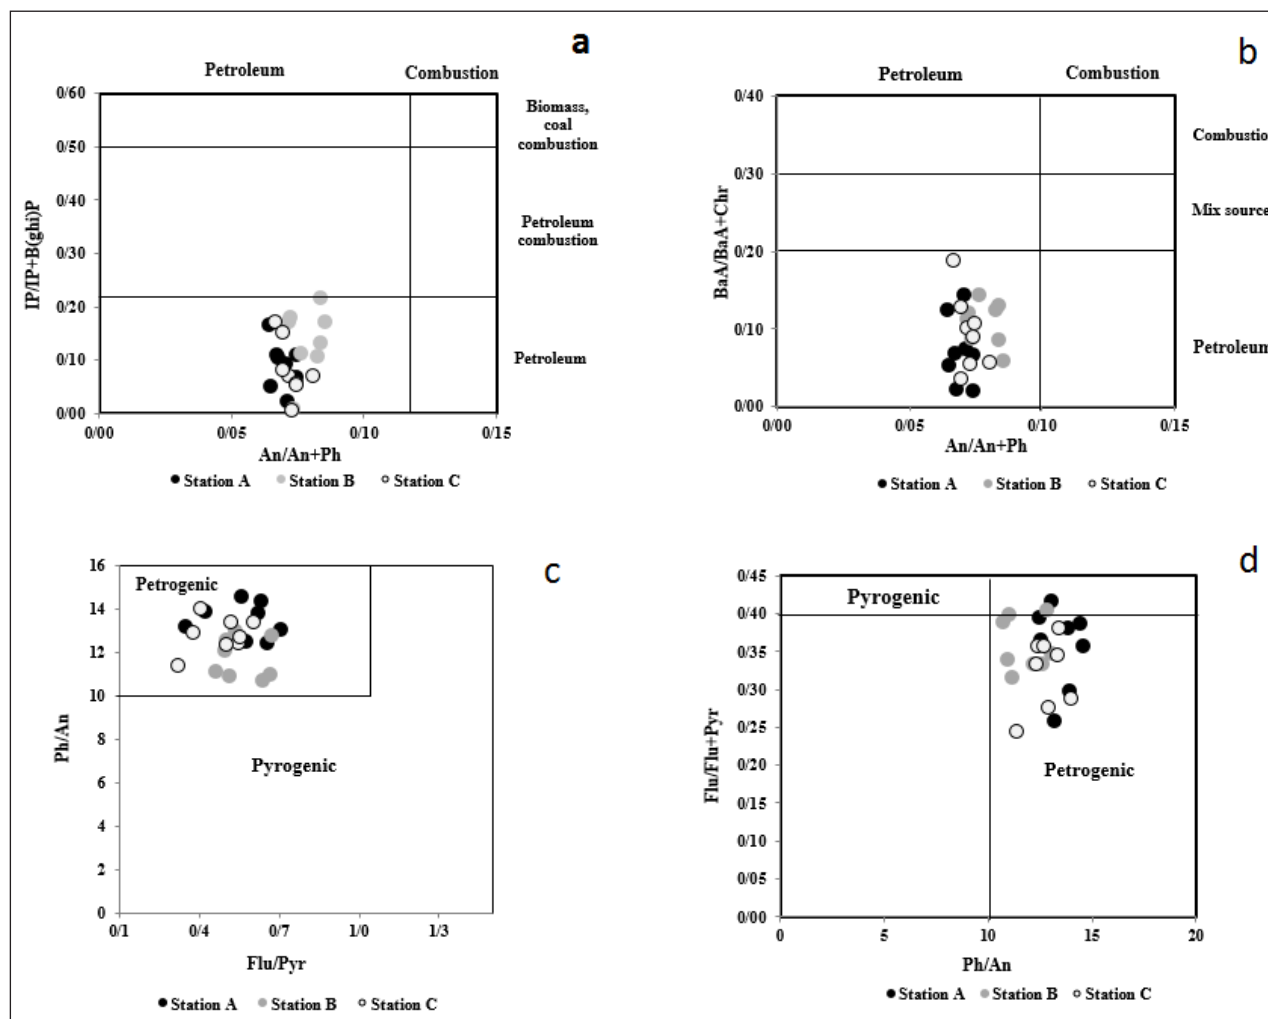 a
Petroleum
Combustion
0/60
0/50
0/40
0/30
0/20
0/10
0/00
IP/IP+B(ghi)P
Biomass,
coal
combustion
Petroleum
combustion
Petroleum
0/00
0/05
0/10
0/15
An/An+Ph
Station A
Station B
Station C
b
Petroleum
Combustion
0/40
0/30
0/20
0/10
0/00
BaA/BaA+Chr
Combustio
Mix source
Petroleum
0/00
0/05
0/10
0/15
An/An+Ph
Station A
Station B
Station C
c
16
14
12
10
8
6
4
2
0
Ph/An
Petrogenic
Pyrogenic
0/1
0/4
0/7
1/0
1/3
Flu/Pyr
Station A
Station B
Station C
d
0/45
0/40
0/35
0/30
0/25
0/20
0/15
0/10
0/05
0/00
Flu/Flu+Pyr
Pyrogenic
Petrogenic
0
5
10
15
20
Ph/An
Station A
Station B
Station C